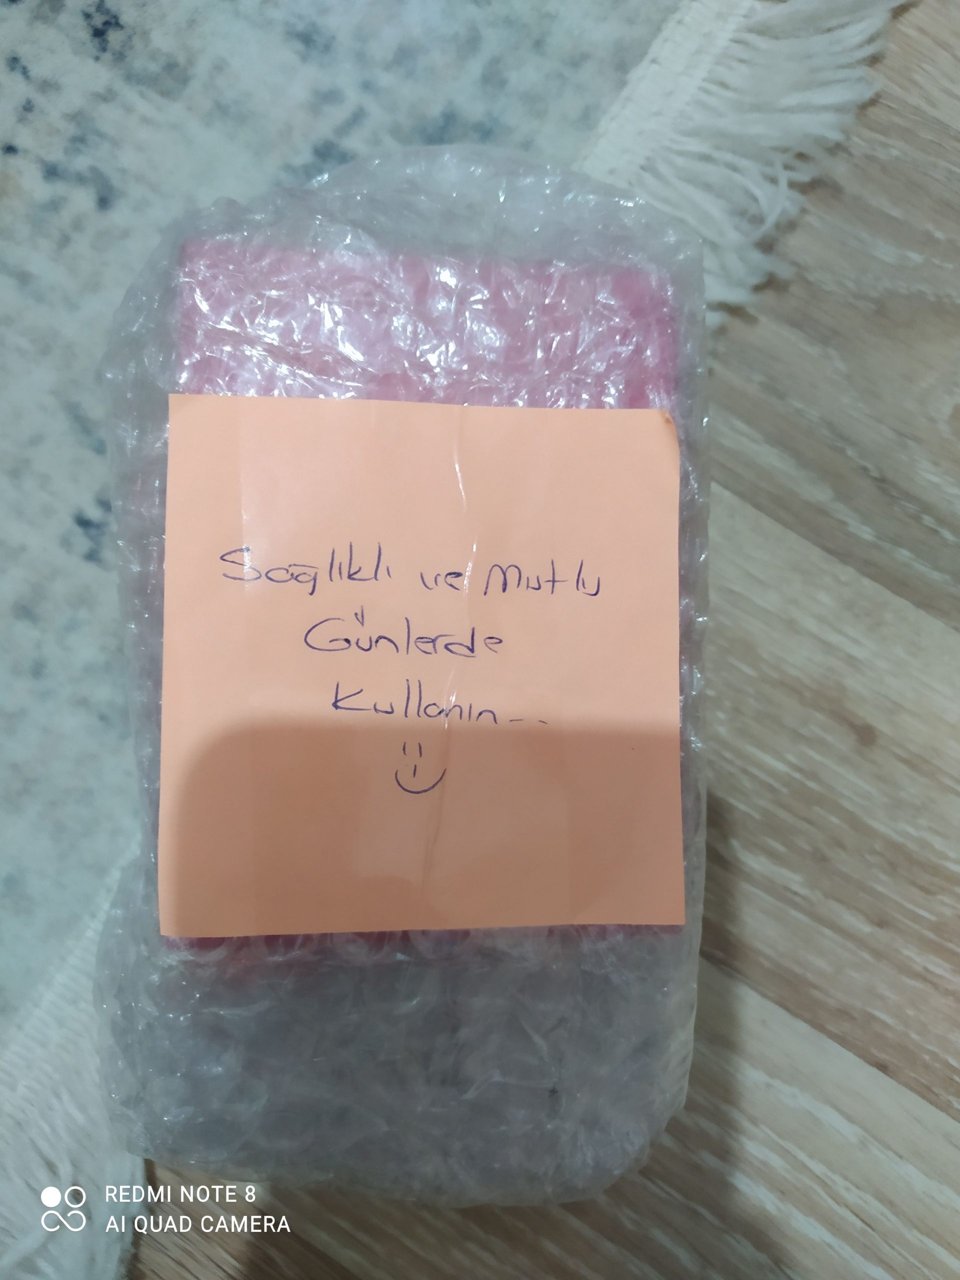 Sağlıklı ve Mutlu
Günlerde
Kullanın...
:)
REDMI NOTE 8
AI QUAD CAMERA